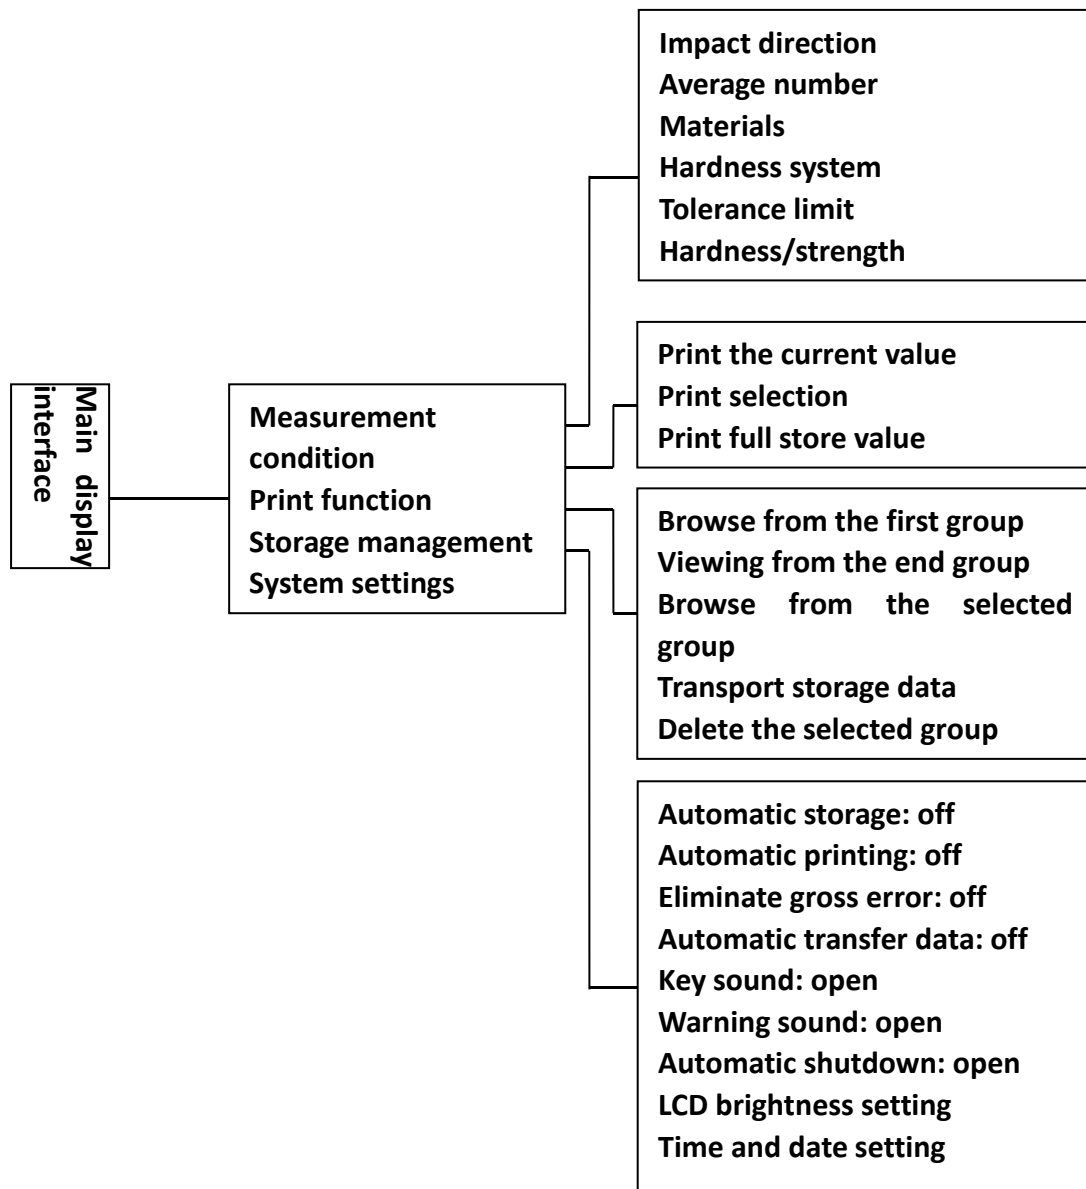 Main display
interface
Measurement
condition
Print function
Storage management
System settings
Impact direction
Average number
Materials
Hardness system
Tolerance limit
Hardness/strength
Print the current value
Print selection
Print full store value
Browse from the first group
Viewing from the end group
Browse from the selected
group
Transport storage data
Delete the selected group
Automatic storage: off
Automatic printing: off
Eliminate gross error: off
Automatic transfer data: off
Key sound: open
Warning sound: open
Automatic shutdown: open
LCD brightness setting
Time and date setting